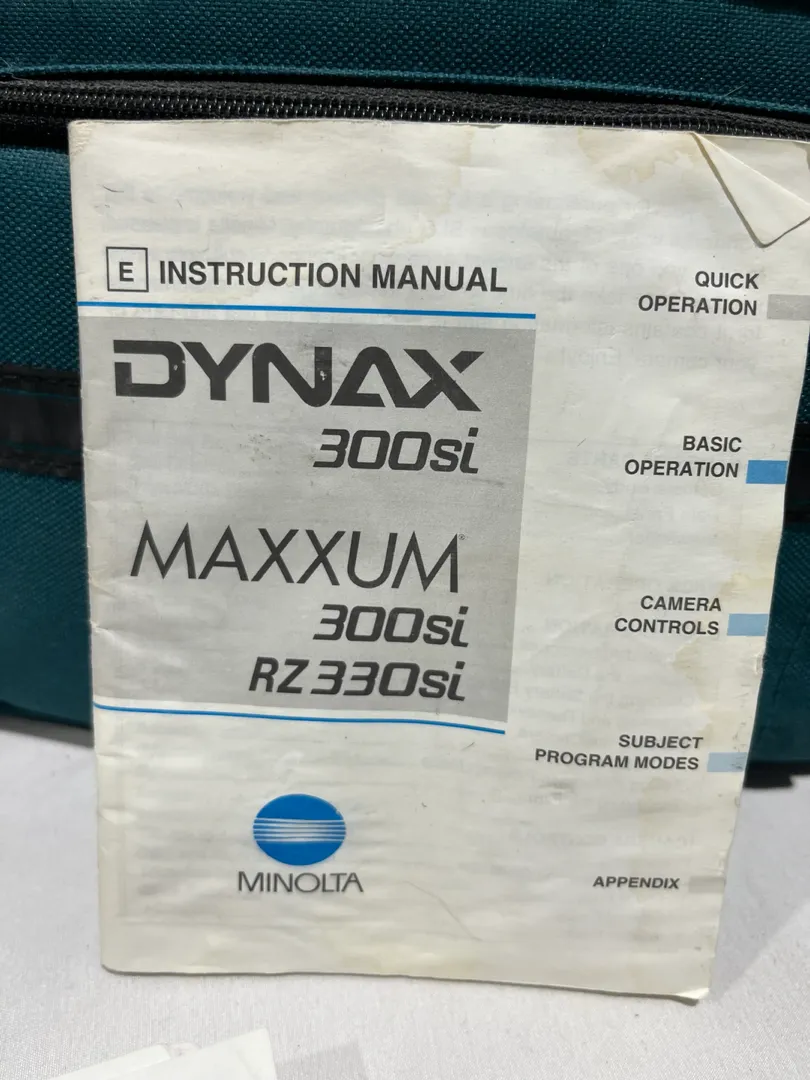 E INSTRUCTION MANUAL
DYNAX
300si
MAXXUM®
300si
RZ330si
MINOLTA
QUICK
OPERATION
BASIC
OPERATION
CAMERA
CONTROLS
SUBJECT
PROGRAM MODES
APPENDIX